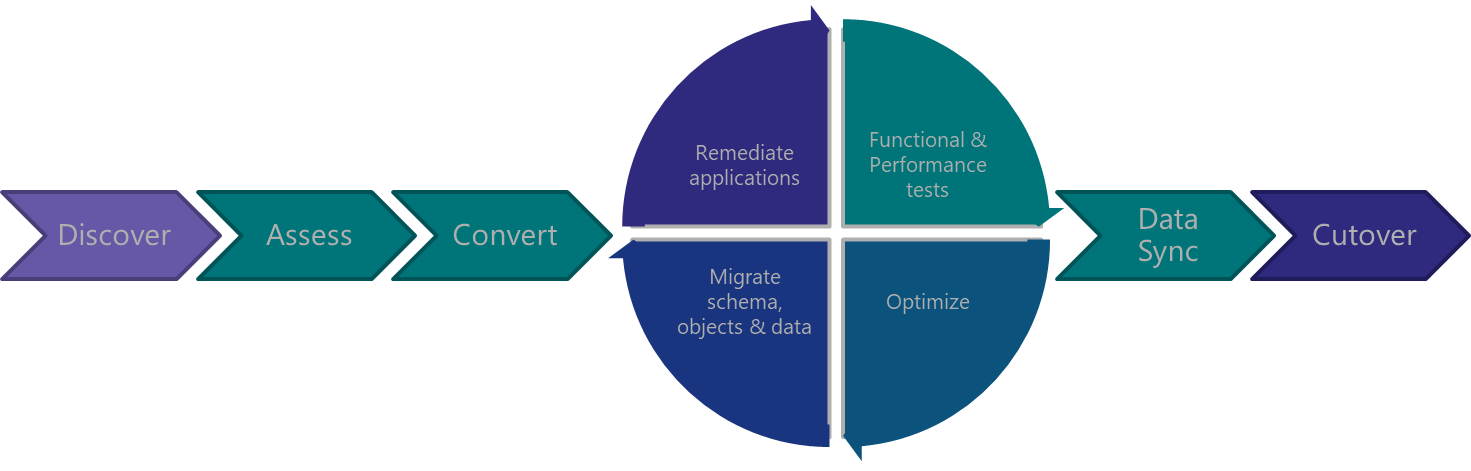 Discover
Assess
Convert
Remediate
applications
Functional &
Performance
tests
Migrate
schema,
objects & data
Optimize
Data
Sync
Cutover